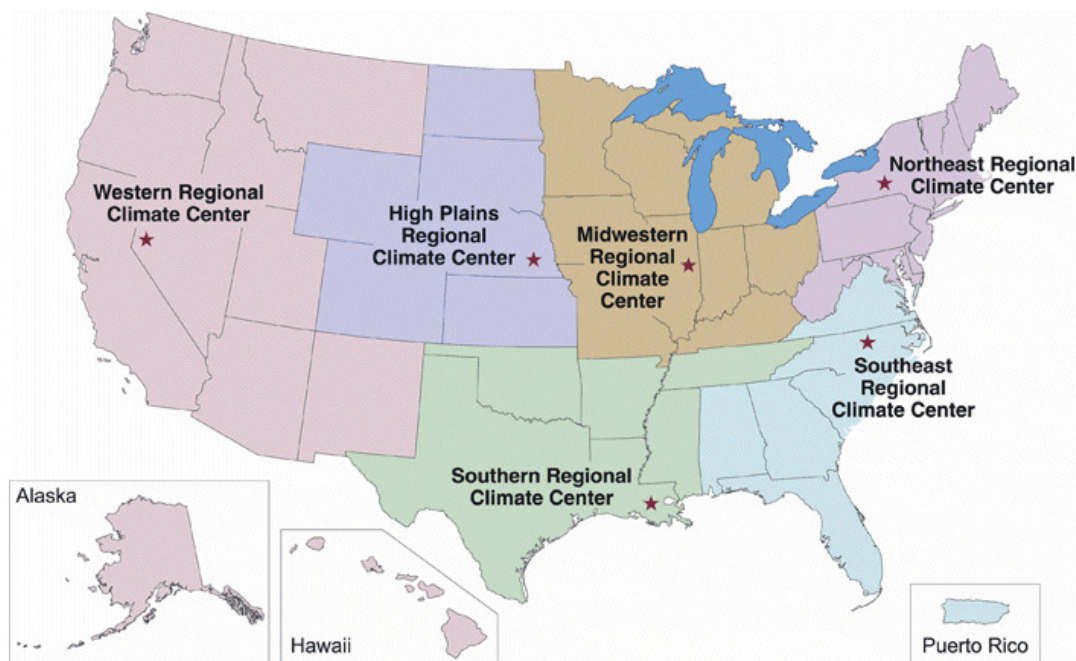 Western Regional
Climate Center
High Plains
Regional
Climate Center
Midwestern
Regional
Climate
Center
Northeast Regional
Climate Center
Southeast
Regional
Climate Center
Southern Regional
Climate Center
Alaska
Hawaii
Puerto Rico